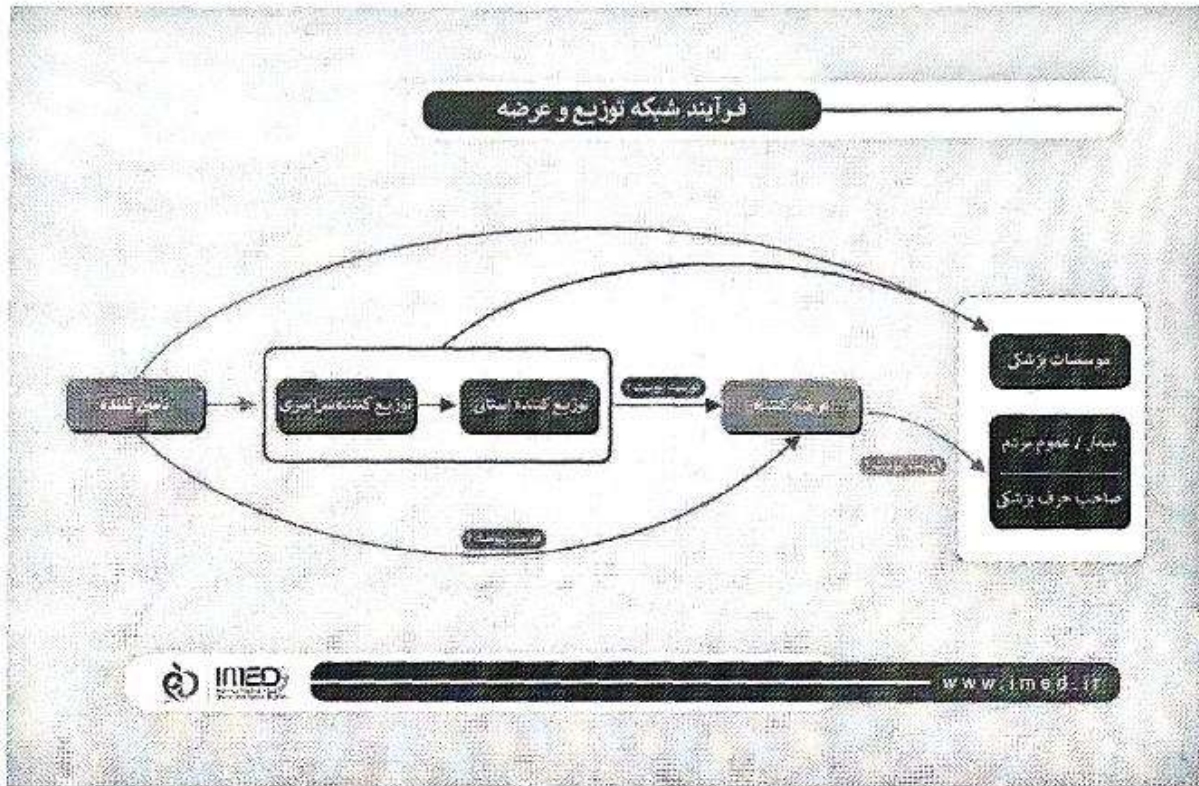 فرآیند شبکه توزیع و عرضه
موسسات پزشکی
تامین کننده
توزیع کننده سراسری
توزیع کننده استانی
عرضه کننده
بیمار / عموم مردم
صاحب حرف پزشکی
IMED
www.imed.ir